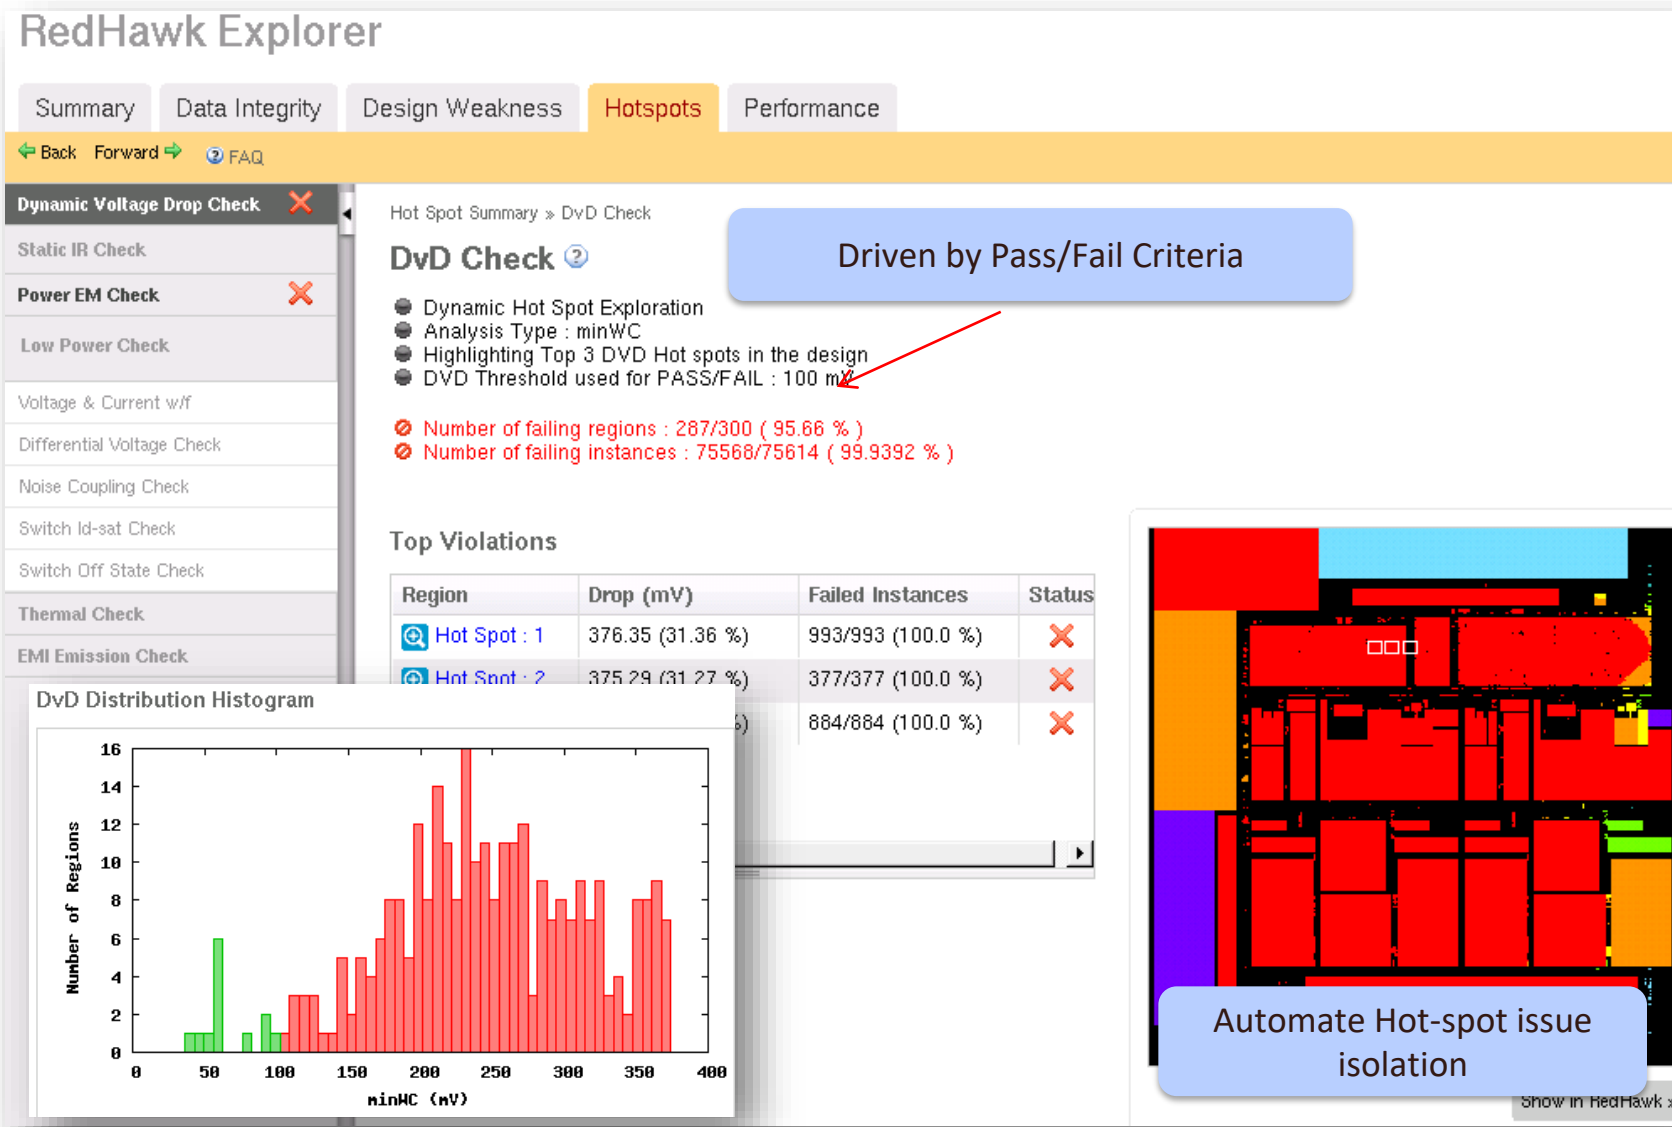 RedHawk Explorer
Summary Data Integrity Design Weakness Hotspots Performance
Back Forward FAQ
Dynamic Voltage Drop Check
Static IR Check
Power EM Check
Low Power Check
Voltage & Current w/f
Differential Voltage Check
Noise Coupling Check
Switch Id-sat Check
Switch Off State Check
Thermal Check
EMI Emission Check
Hot Spot Summary » DvD Check
DvD Check
Driven by Pass/Fail Criteria
Dynamic Hot Spot Exploration
Analysis Type : minWC
Highlighting Top 3 DVD Hot spots in the design
DVD Threshold used for PASS/FAIL : 100 mV
Number of failing regions : 287/300 ( 95.66 % )
Number of failing instances : 75568/75614 ( 99.9392 % )
Top Violations
Region Drop (mV) Failed Instances Status
Hot Spot : 1 376.35 (31.36 %) 993/993 (100.0 %)
Hot Spot : 2 375.29 (31.27 %) 377/377 (100.0 %)
884/884 (100.0 %)
DvD Distribution Histogram
Number of Regions
16
14
12
10
8
6
4
2
0
0 50 100 150 200 250 300 350 400
minWC (mV)
Automate Hot-spot issue
isolation
Show in RedHawk »